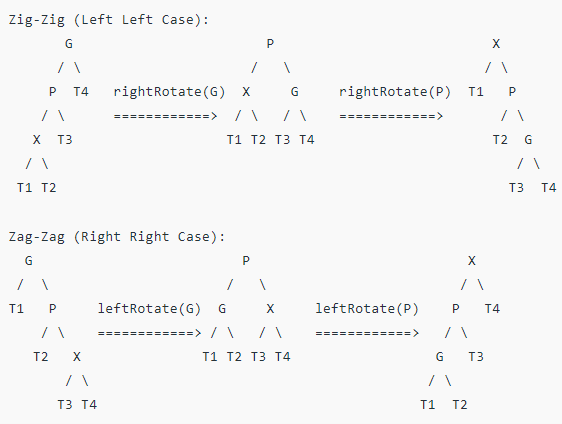 Zig-Zig (Left Left Case):
          G                        P                           X
         / \                     /   \                        / \
        P  T4   rightRotate(G)  X     G     rightRotate(P)  T1   P
       / \      ============>  / \   / \    ============>       / \
      X  T3                   T1 T2 T3 T4                      T2  G
     / \                                                          / \
    T1 T2                                                        T3  T4
Zag-Zag (Right Right Case):
  G                          P                           X
 /  \                      /   \                        / \
T1   P     leftRotate(G)  G     X     leftRotate(P)    P   T4
    / \    ============> / \   / \    ============>   / \
   T2   X               T1 T2 T3 T4                  G   T3
       / \                                          / \
      T3 T4                                        T1  T2